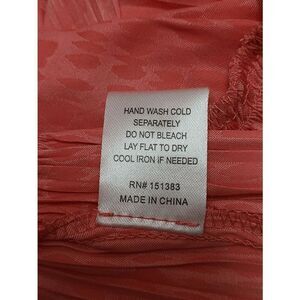 HAND WASH COLD
SEPARATELY
DO NOT BLEACH
LAY FLAT TO DRY
COOL IRON IF NEEDED
RN# 151383
MADE IN CHINA